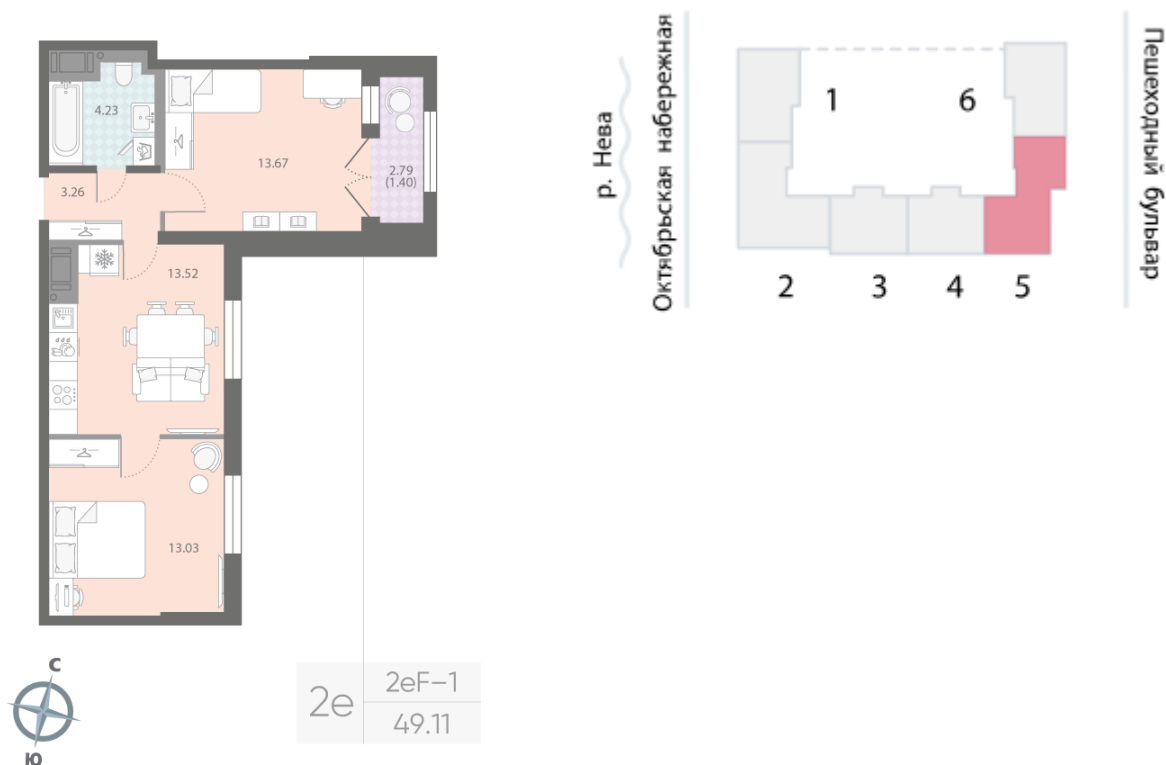 4.23
13.67
2.79
(1.40)
3.26
13.52
13.03
С
Ю
2е
2eF–1
49.11
р. Нева
Октябрьская набережная
1
6
2
3
4
5
Пешеходный бульвар